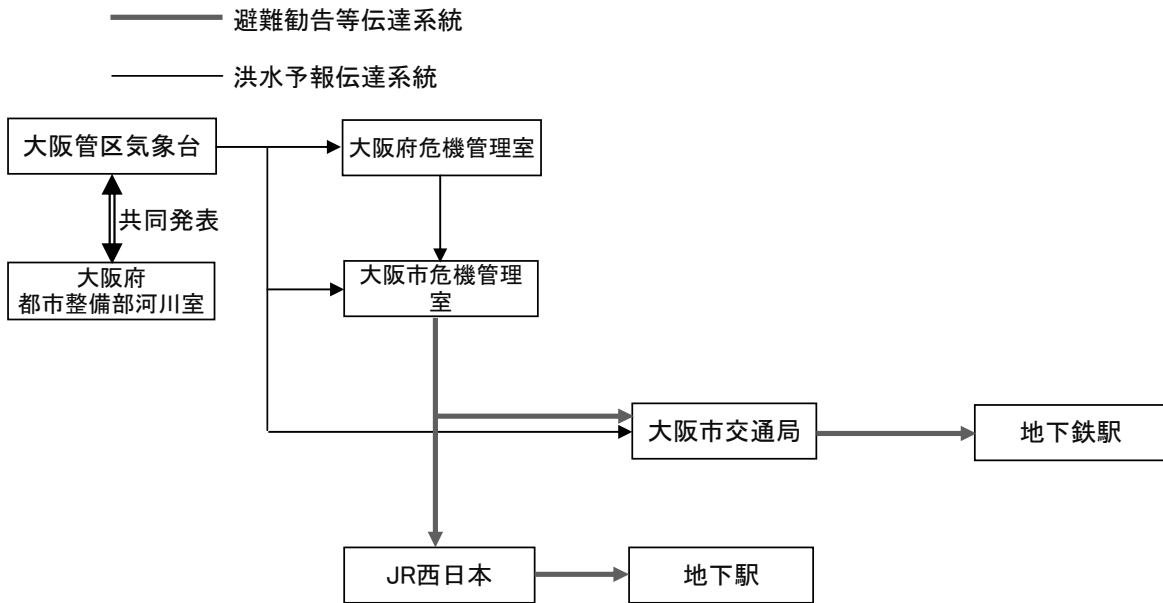 避難勧告等伝達系統
洪水予報伝達系統
大阪管区気象台
大阪府危機管理室
共同発表
大阪府
都市整備部河川室
大阪市危機管理
室
大阪市交通局
地下鉄駅
JR西日本
地下駅